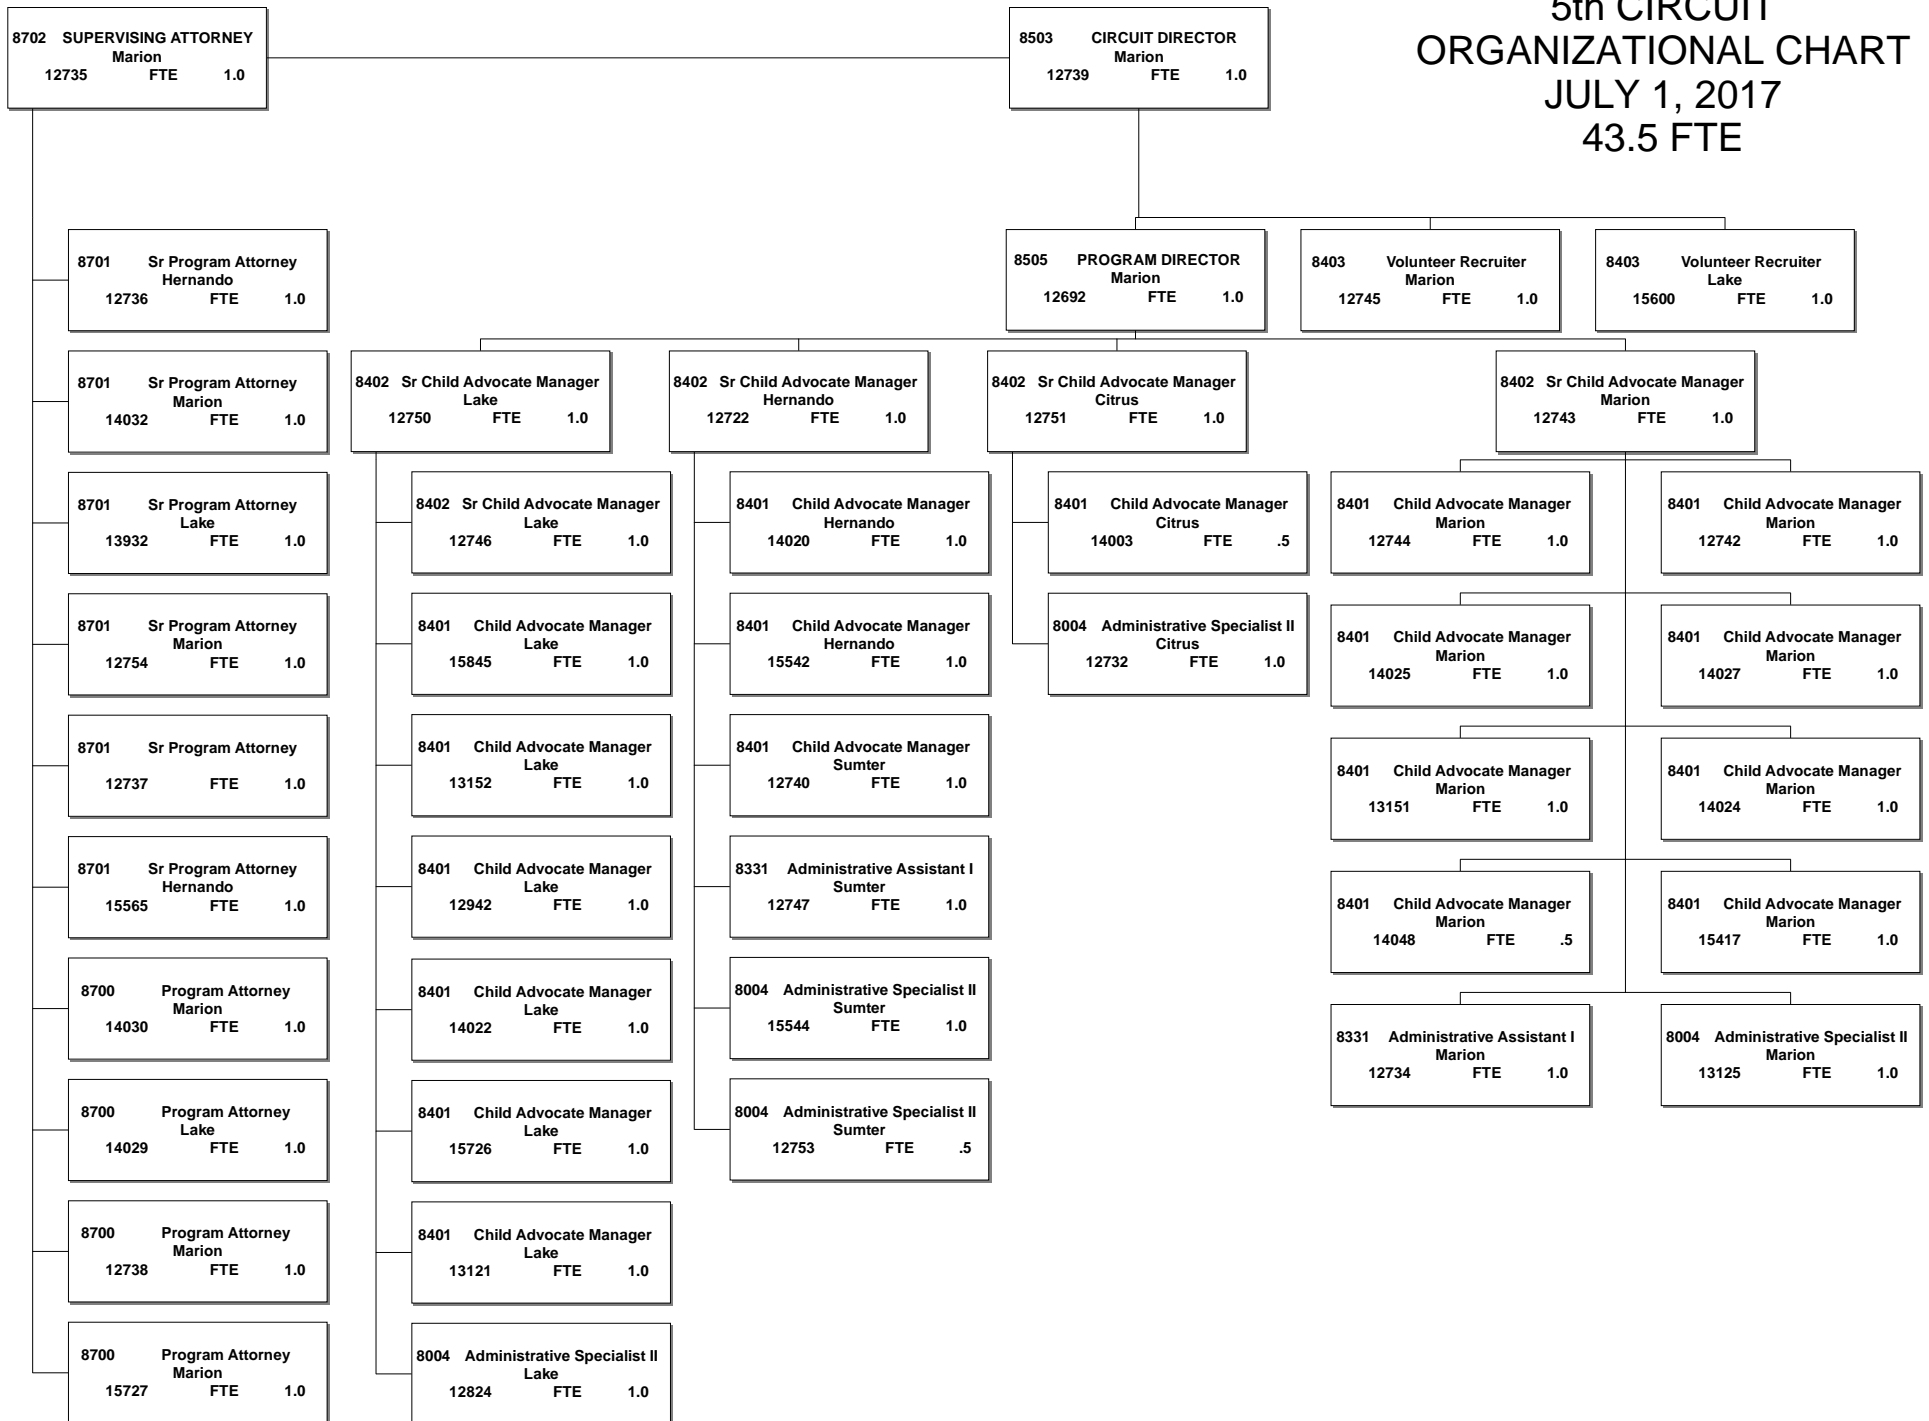 5th CIRCUIT
ORGANIZATIONAL CHART
JULY 1, 2017
43.5 FTE
8702 SUPERVISING ATTORNEY
Marion
12735 FTE 1.0
8503 CIRCUIT DIRECTOR
Marion
12739 FTE 1.0
8505 PROGRAM DIRECTOR
Marion
12692 FTE 1.0
8403 Volunteer Recruiter
Marion
12745 FTE 1.0
8403 Volunteer Recruiter
Lake
15600 FTE 1.0
8701 Sr Program Attorney
Hernando
12736 FTE 1.0
8701 Sr Program Attorney
Marion
14032 FTE 1.0
8701 Sr Program Attorney
Lake
13932 FTE 1.0
8701 Sr Program Attorney
Marion
12754 FTE 1.0
8701 Sr Program Attorney
12737 FTE 1.0
8701 Sr Program Attorney
Hernando
15565 FTE 1.0
8700 Program Attorney
Marion
14030 FTE 1.0
8700 Program Attorney
Lake
14029 FTE 1.0
8700 Program Attorney
Marion
12738 FTE 1.0
8700 Program Attorney
Marion
15727 FTE 1.0
8402 Sr Child Advocate Manager
Lake
12750 FTE 1.0
8402 Sr Child Advocate Manager
Lake
12746 FTE 1.0
8401 Child Advocate Manager
Lake
15845 FTE 1.0
8401 Child Advocate Manager
Lake
13152 FTE 1.0
8401 Child Advocate Manager
Lake
12942 FTE 1.0
8401 Child Advocate Manager
Lake
14022 FTE 1.0
8401 Child Advocate Manager
Lake
15726 FTE 1.0
8401 Child Advocate Manager
Lake
13121 FTE 1.0
8004 Administrative Specialist II
Lake
12824 FTE 1.0
8402 Sr Child Advocate Manager
Hernando
12722 FTE 1.0
8401 Child Advocate Manager
Hernando
14020 FTE 1.0
8401 Child Advocate Manager
Hernando
15542 FTE 1.0
8401 Child Advocate Manager
Sumter
12740 FTE 1.0
8331 Administrative Assistant I
Sumter
12747 FTE 1.0
8004 Administrative Specialist II
Sumter
15544 FTE 1.0
8004 Administrative Specialist II
Sumter
12753 FTE .5
8402 Sr Child Advocate Manager
Citrus
12751 FTE 1.0
8401 Child Advocate Manager
Citrus
14003 FTE .5
8004 Administrative Specialist II
Citrus
12732 FTE 1.0
8402 Sr Child Advocate Manager
Marion
12743 FTE 1.0
8401 Child Advocate Manager
Marion
12744 FTE 1.0
8401 Child Advocate Manager
Marion
12742 FTE 1.0
8401 Child Advocate Manager
Marion
14025 FTE 1.0
8401 Child Advocate Manager
Marion
14027 FTE 1.0
8401 Child Advocate Manager
Marion
13151 FTE 1.0
8401 Child Advocate Manager
Marion
14024 FTE 1.0
8401 Child Advocate Manager
Marion
14048 FTE .5
8401 Child Advocate Manager
Marion
15417 FTE 1.0
8331 Administrative Assistant I
Marion
12734 FTE 1.0
8004 Administrative Specialist II
Marion
13125 FTE 1.0